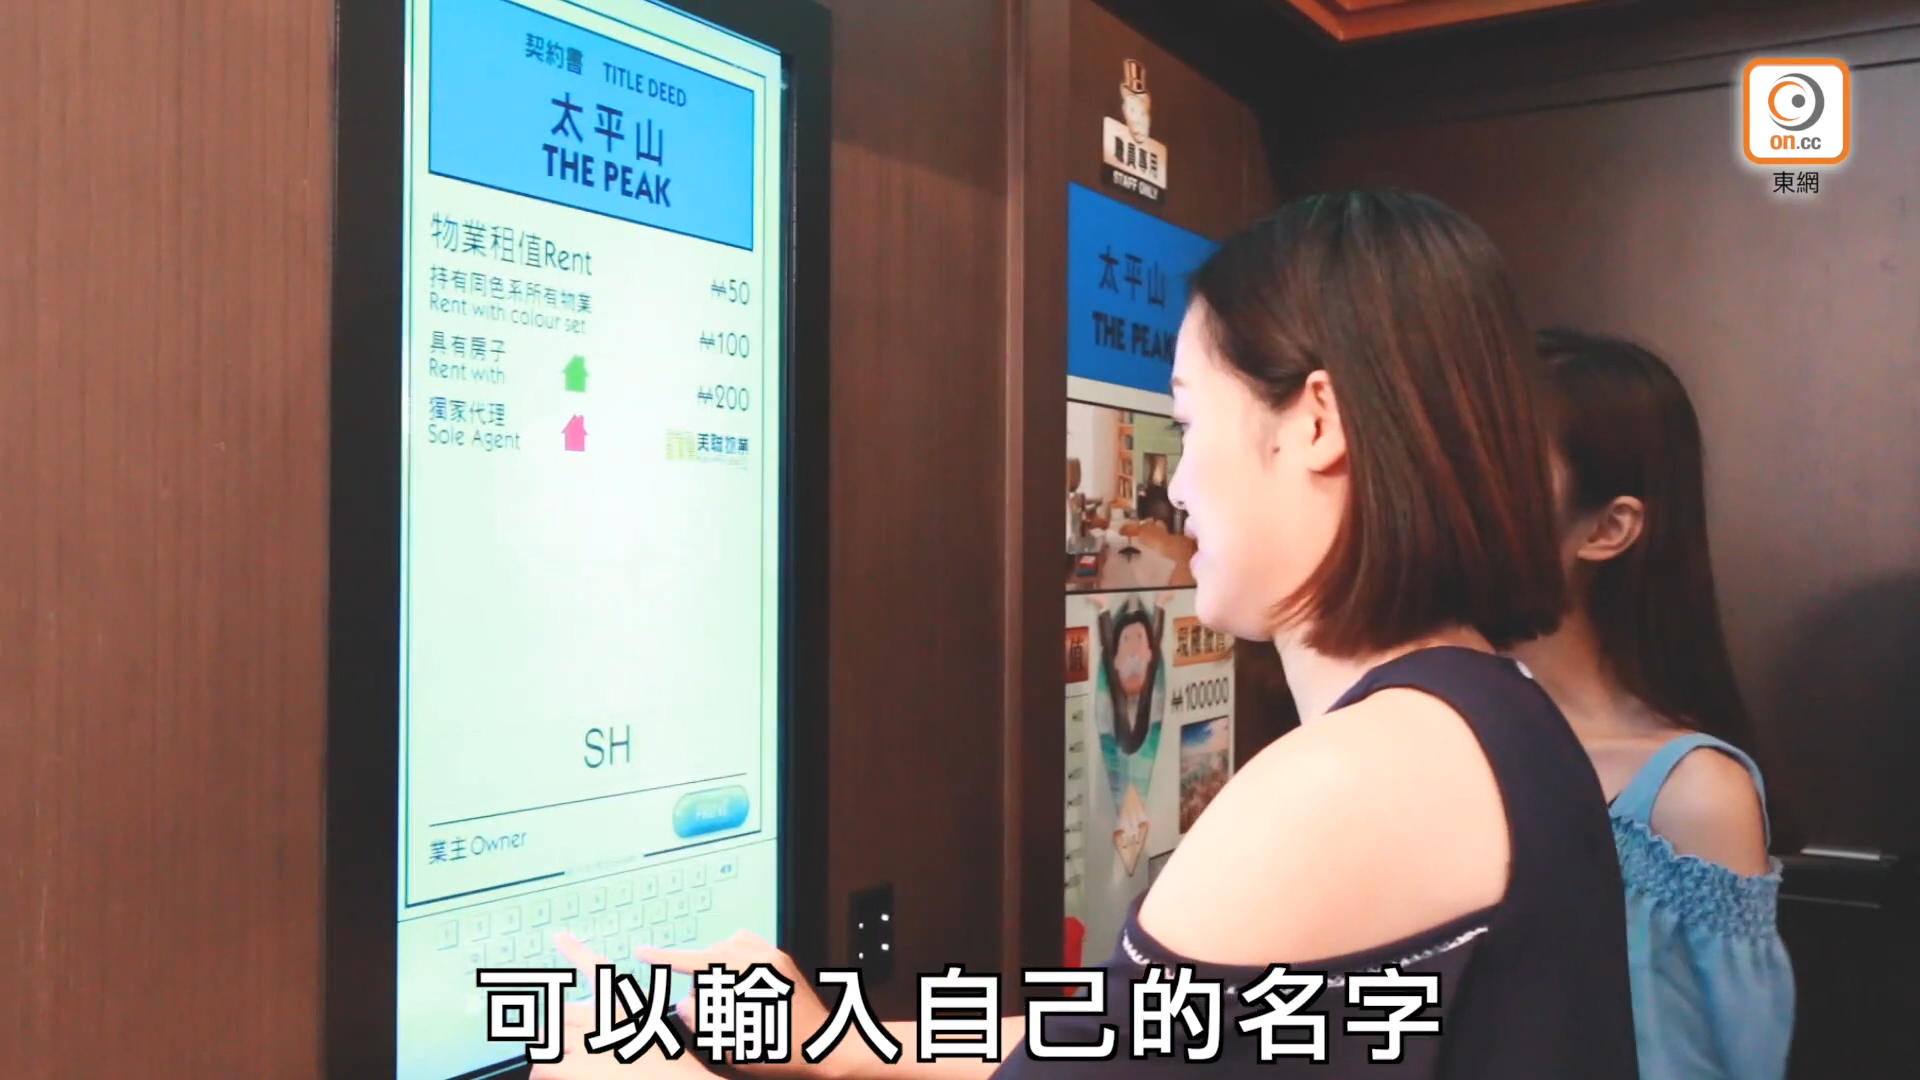 契約書 TITLE DEED
太平山
THE PEAK
物業租值Rent
₩50
持有同色系所有物業
Rent with colour set
₩100
具有房子
Rent with
₩200
獨家代理
Sole Agent
美聯物業
SH
業主Owner
職員專用
STAFF ONLY
太平山
THE PEAK
值
₩100000
on.cc
東網
可以輸入自己的名字